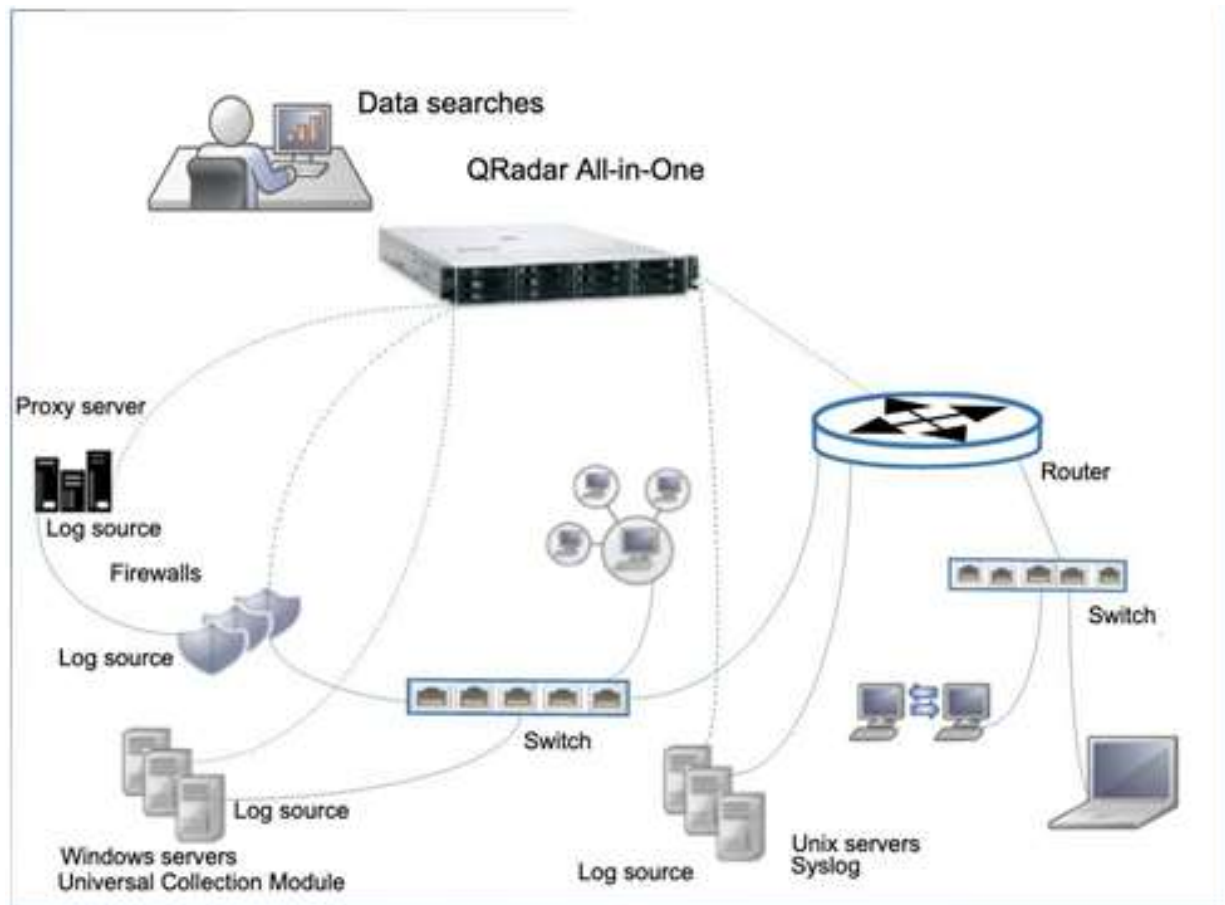 Data searches
QRadar All-in-One
Proxy server
Log source
Router
Firewalls
Switch
Log source
Switch
Log source
Windows servers
Universal Collection Module
Unix servers
Syslog
Log source